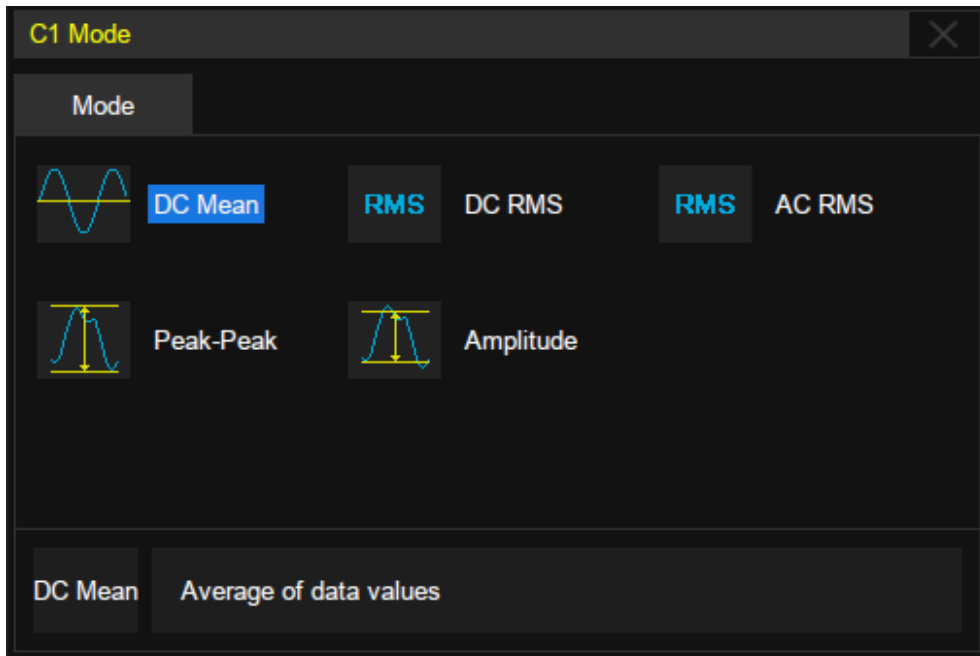 C1 Mode
Mode
DC Mean
RMS
DC RMS
RMS
AC RMS
Peak-Peak
Amplitude
DC Mean
Average of data values